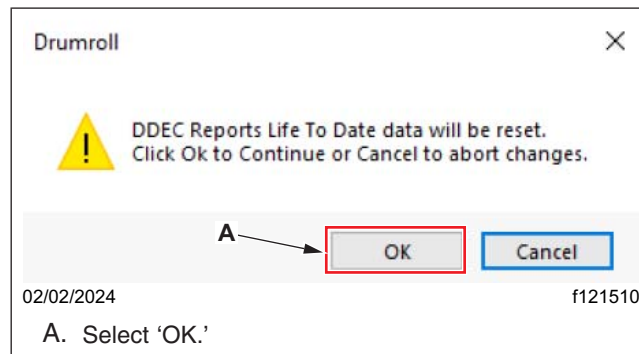 Drumroll
DDEC Reports Life To Date data will be reset.
Click Ok to Continue or Cancel to abort changes.
A
OK
Cancel
02/02/2024
f121510
A. Select ‘OK.’